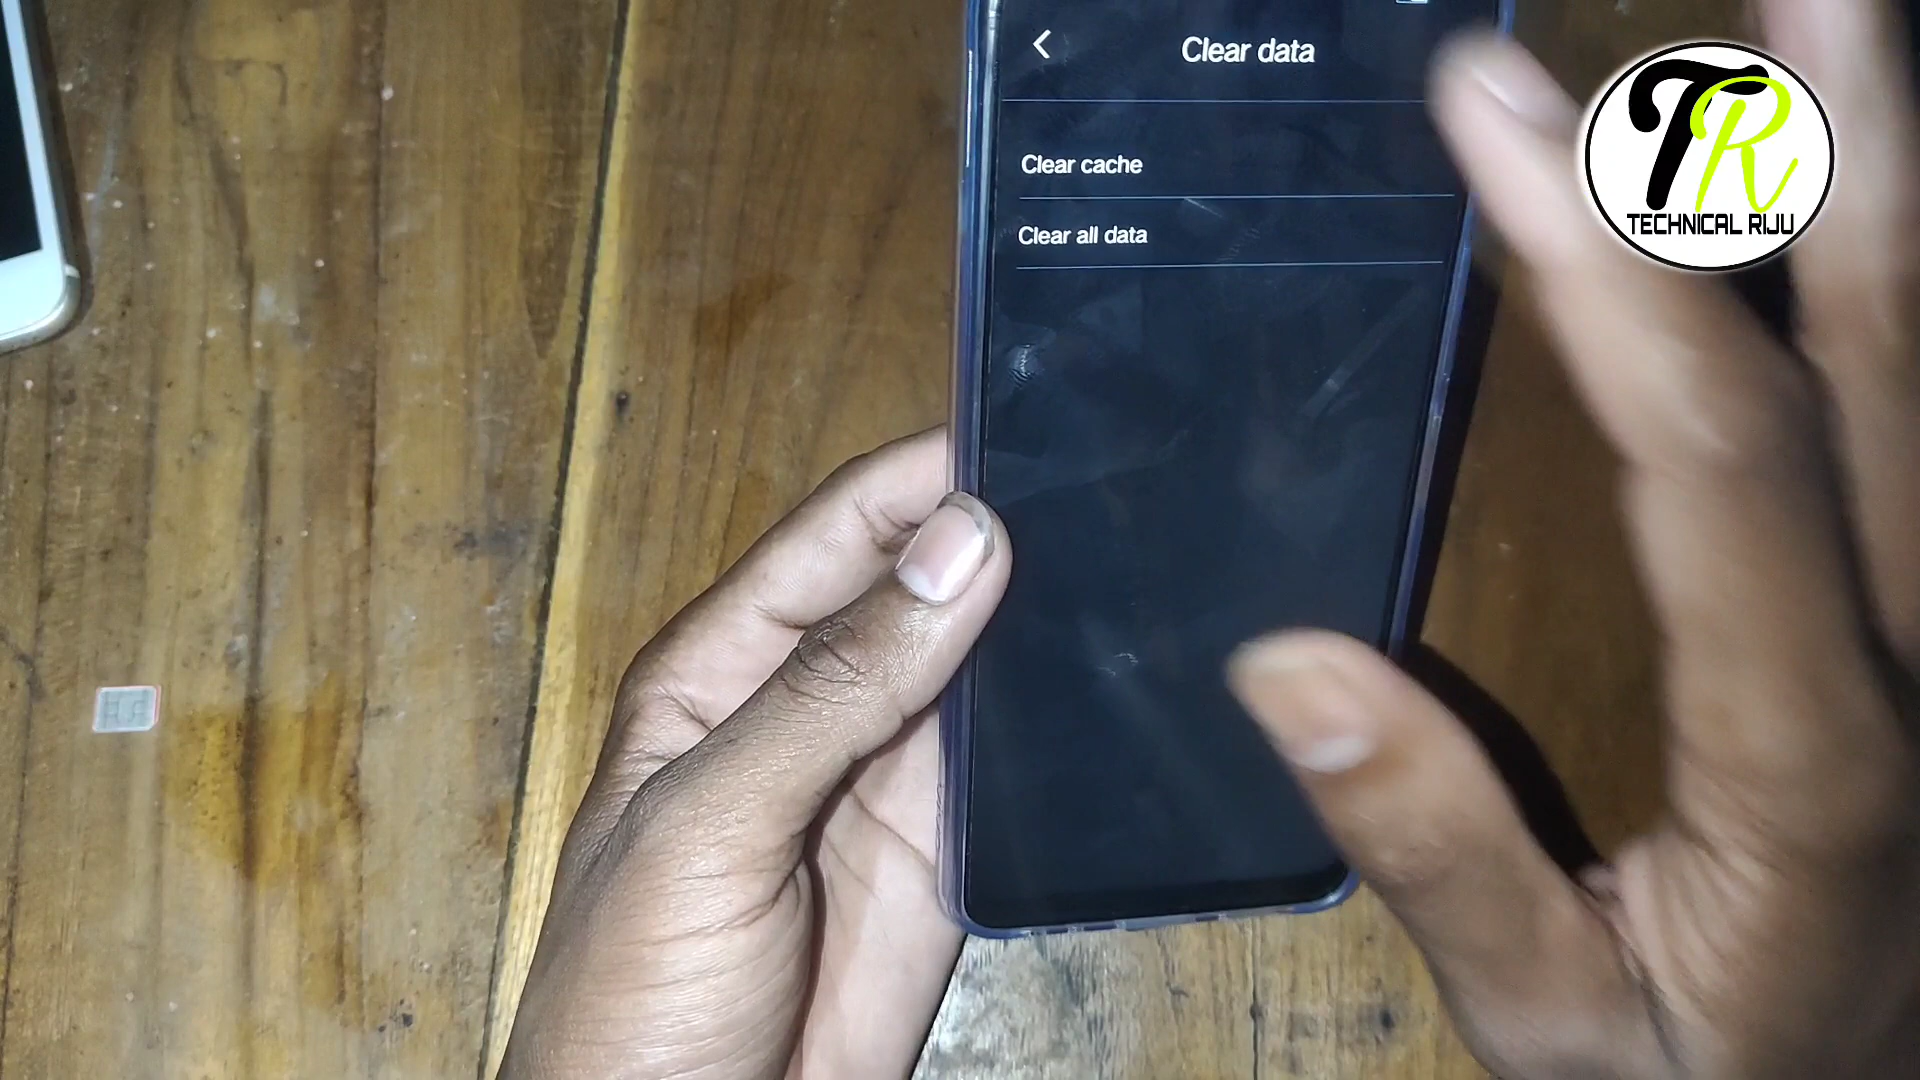 Clear data
Clear cache
Clear all data
TR
TECHNICAL RIJU